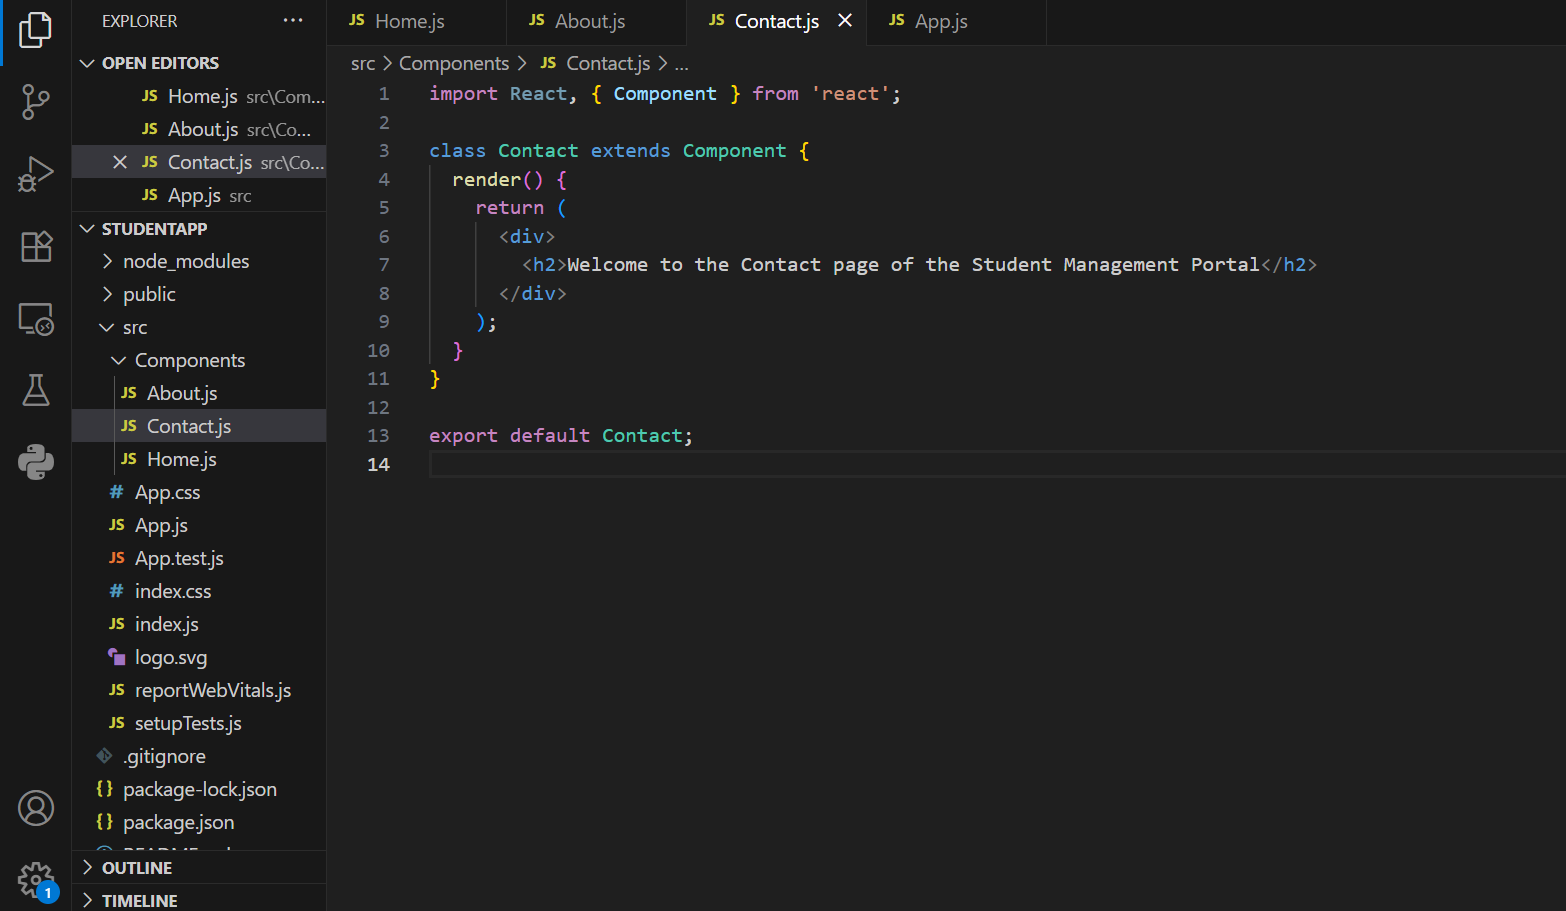 EXPLORER ...
OPEN EDITORS
JS Home.js src\Com...
JS About.js src\Co...
JS Contact.js src\Co...
JS App.js src
STUDENTAPP
node_modules
public
src
Components
JS About.js
JS Contact.js
JS Home.js
# App.css
JS App.js
JS App.test.js
# index.css
JS index.js
logo.svg
JS reportWebVitals.js
JS setupTests.js
.gitignore
{} package-lock.json
{} package.json
OUTLINE
TIMELINE
1
JS Home.js
JS About.js
JS Contact.js
JS App.js
src > Components > JS Contact.js > ...
1 import React, { Component } from 'react';
2
3 class Contact extends Component {
4 render() {
5 return (
6 <div>
7 <h2>Welcome to the Contact page of the Student Management Portal</h2>
8 </div>
9 );
10 }
11 }
12
13 export default Contact;
14